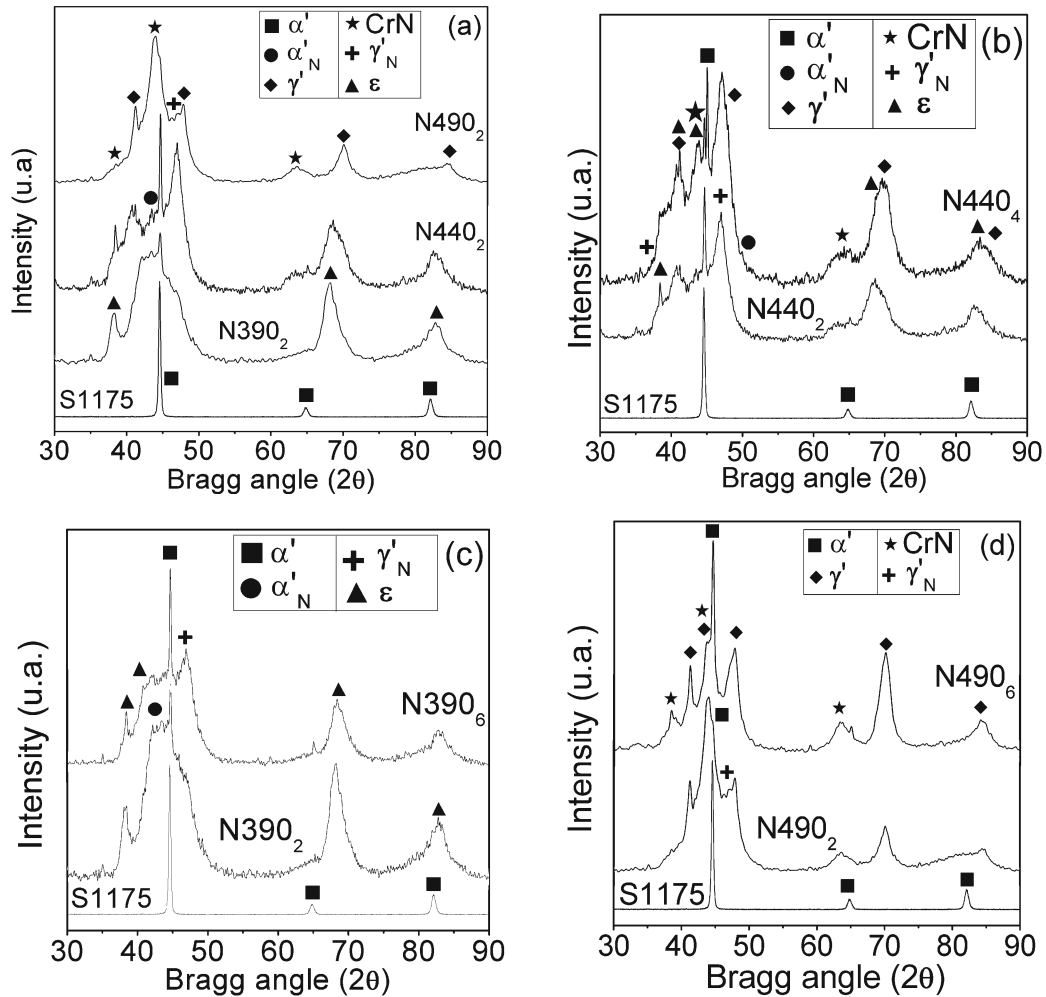 (a)
■ α' ★ CrN
● α'N ✚ γ'N
◆ γ' ▲ ε
N4902
N4402
N3902
S1175
Intensity (u.a)
30 40 50 60 70 80 90
Bragg angle (2θ)
(b)
■ α' ★ CrN
● α'N ✚ γ'N
◆ γ' ▲ ε
N4404
N4402
S1175
Intensity (u.a.)
30 40 50 60 70 80 90
Bragg angle (2θ)
(c)
■ α' ✚ γ'N
● α'N ▲ ε
N3906
N3902
S1175
Intensity (u.a.)
30 40 50 60 70 80 90
Bragg angle (2θ)
(d)
■ α' ★ CrN
◆ γ' ✚ γ'N
N4906
N4902
S1175
Intensity (u.a.)
30 40 50 60 70 80 90
Bragg angle (2θ)